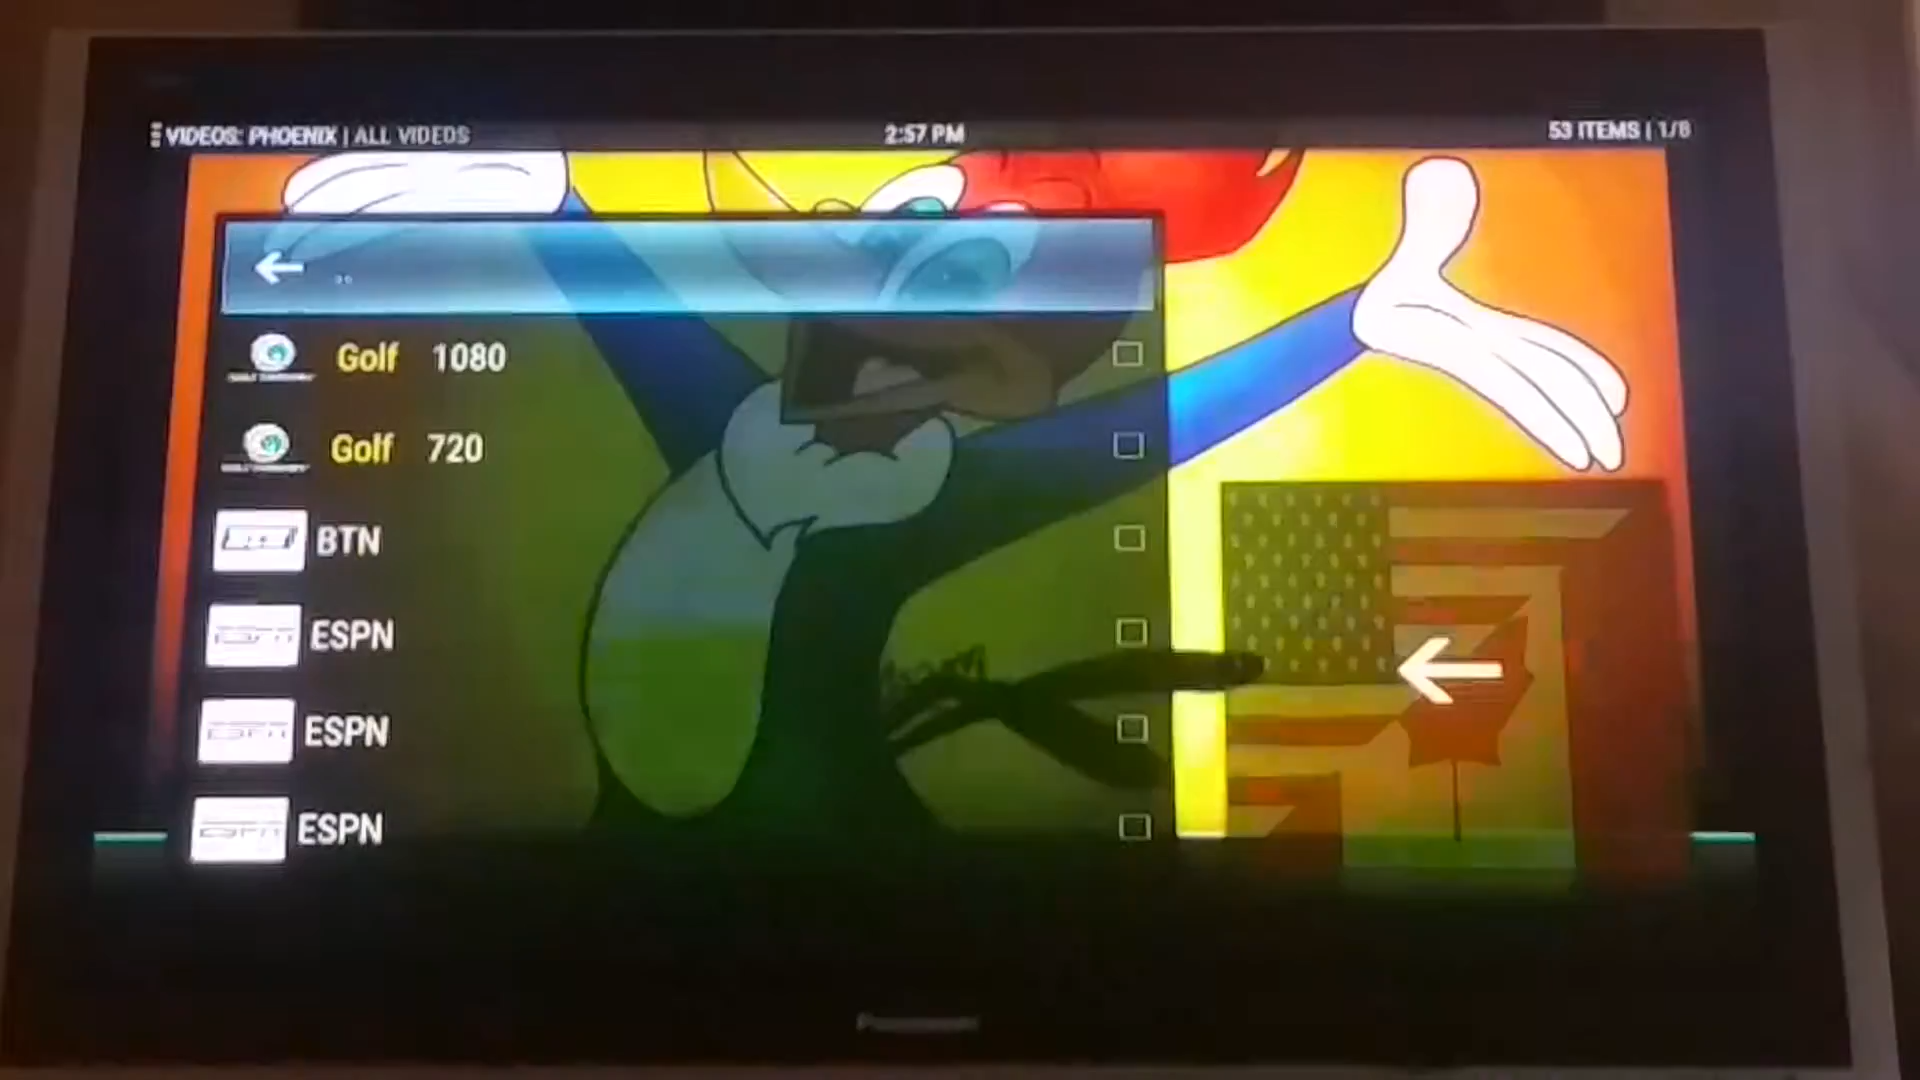 VIDEOS: PHOENIX | ALL VIDEOS
2:57 PM
53 ITEMS | 1/8
..
Golf 1080
Golf 720
BTN
ESPN
ESPN
ESPN